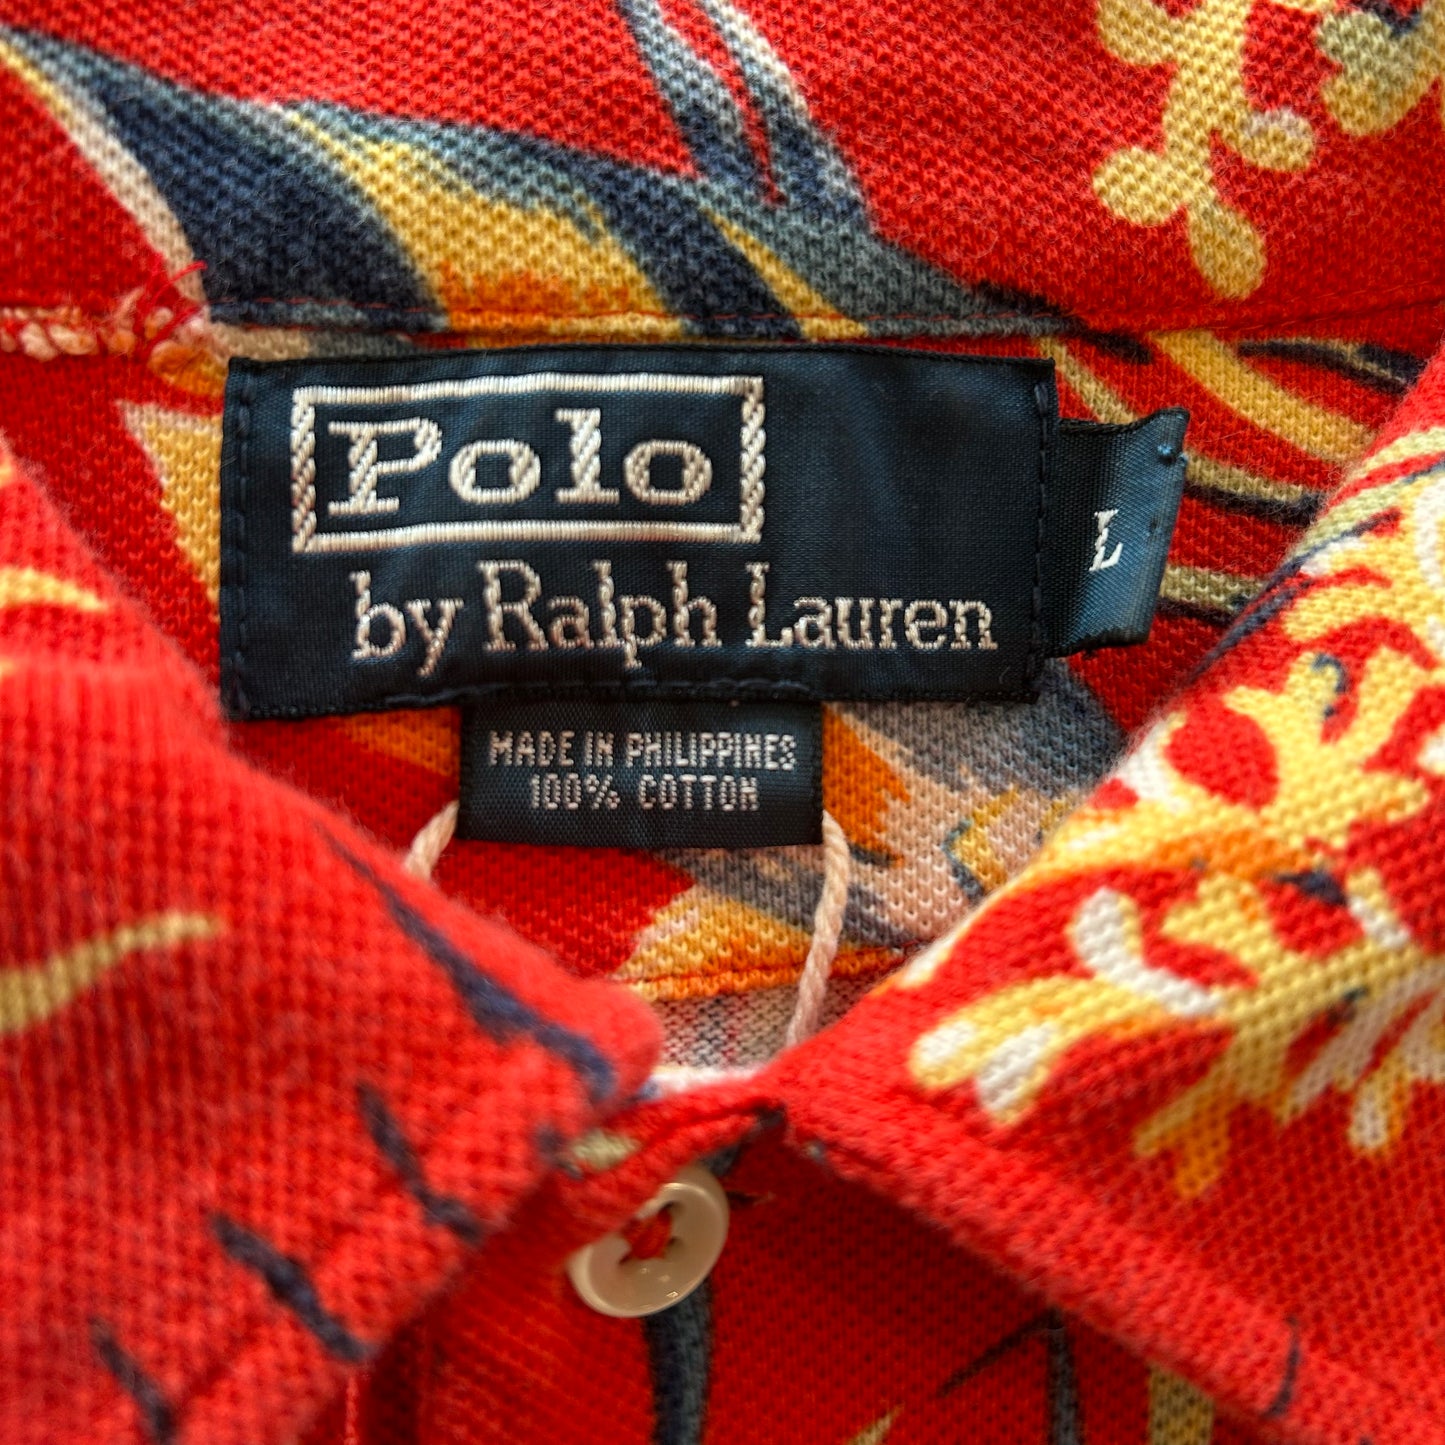 Polo
by Ralph Lauren
L
MADE IN PHILIPPINES
100% COTTON